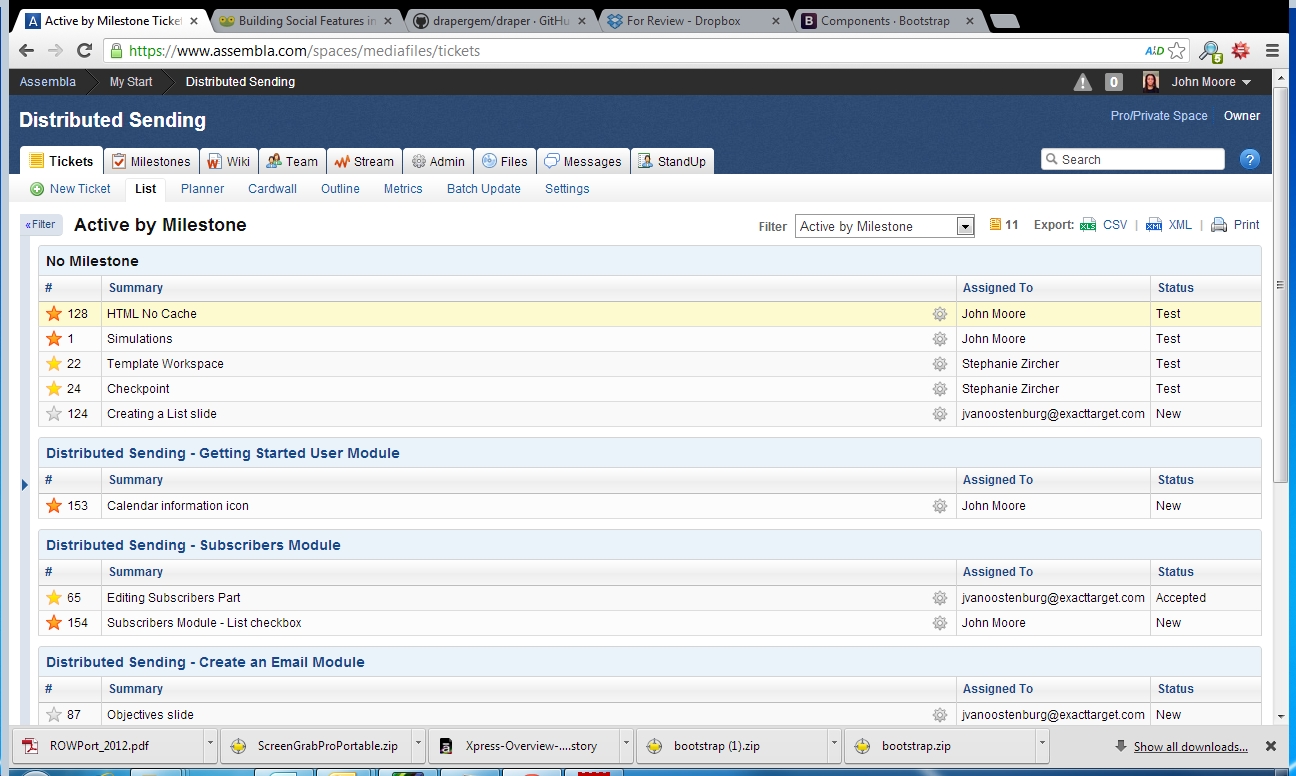 Active by Milestone Ticket
Building Social Features in
drapergem/draper · GitHu
For Review - Dropbox
Components · Bootstrap
https://www.assembla.com/spaces/mediafiles/tickets
Assembla My Start Distributed Sending 0 John Moore
Distributed Sending Pro/Private Space Owner
Tickets Milestones Wiki Team Stream Admin Files Messages StandUp Search ?
New Ticket List Planner Cardwall Outline Metrics Batch Update Settings
«Filter Active by Milestone Filter Active by Milestone 11 Export: CSV | XML | Print
No Milestone
# Summary Assigned To Status
128 HTML No Cache John Moore Test
1 Simulations John Moore Test
22 Template Workspace Stephanie Zircher Test
24 Checkpoint Stephanie Zircher Test
124 Creating a List slide jvanoostenburg@exacttarget.com New
Distributed Sending - Getting Started User Module
# Summary Assigned To Status
153 Calendar information icon John Moore New
Distributed Sending - Subscribers Module
# Summary Assigned To Status
65 Editing Subscribers Part jvanoostenburg@exacttarget.com Accepted
154 Subscribers Module - List checkbox John Moore New
Distributed Sending - Create an Email Module
# Summary Assigned To Status
87 Objectives slide jvanoostenburg@exacttarget.com New
ROWPort_2012.pdf ScreenGrabProPortable.zip Xpress-Overview-....story bootstrap (1).zip bootstrap.zip Show all downloads...